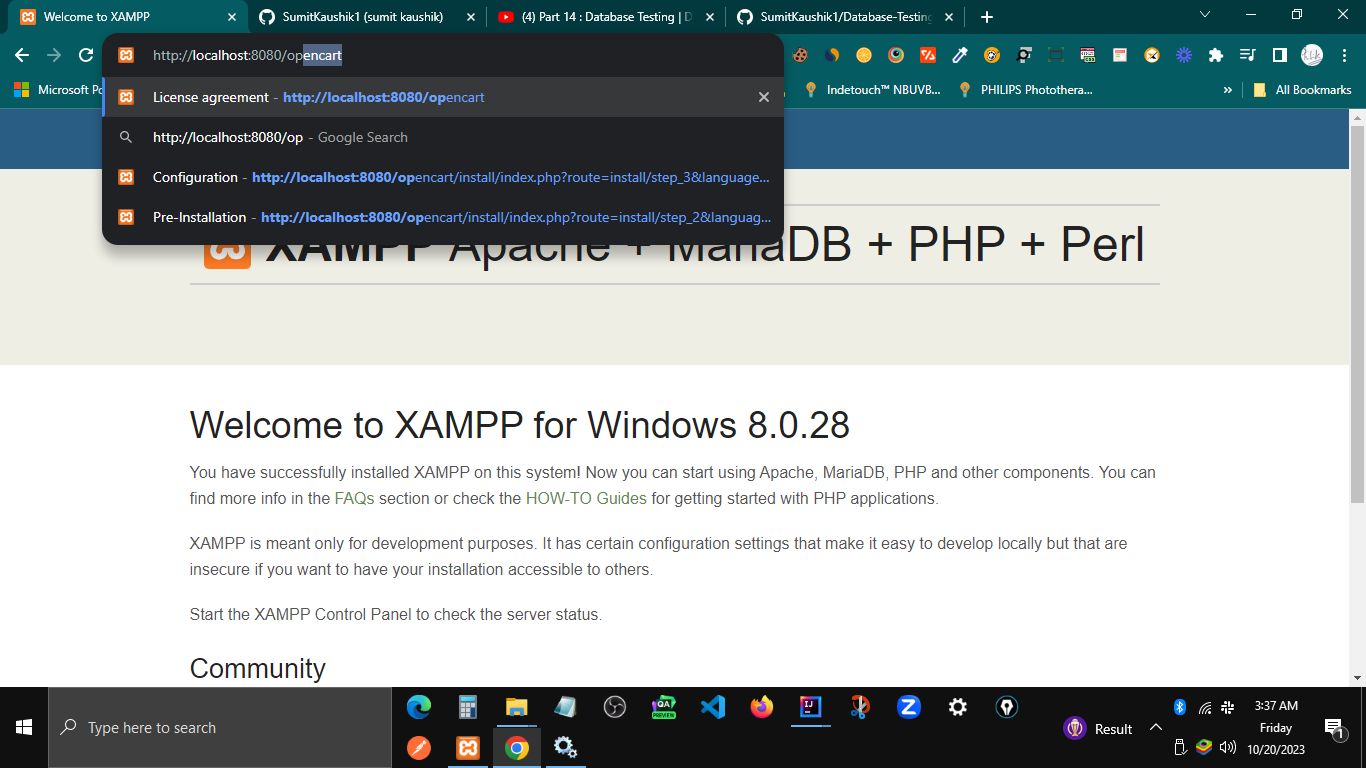 Welcome to XAMPP
SumitKaushik1 (sumit kaushik)
(4) Part 14 : Database Testing | D
SumitKaushik1/Database-Testing
http://localhost:8080/opencart
Microsoft Po
Indetouch™ NBUVB...
PHILIPS Photothera...
»
All Bookmarks
License agreement - http://localhost:8080/opencart
http://localhost:8080/op - Google Search
Configuration - http://localhost:8080/opencart/install/index.php?route=install/step_3&language...
Pre-Installation - http://localhost:8080/opencart/install/index.php?route=install/step_2&languag...
XAMPP Apache + MariaDB + PHP + Perl
Welcome to XAMPP for Windows 8.0.28
You have successfully installed XAMPP on this system! Now you can start using Apache, MariaDB, PHP and other components. You can
find more info in the FAQs section or check the HOW-TO Guides for getting started with PHP applications.
XAMPP is meant only for development purposes. It has certain configuration settings that make it easy to develop locally but that are
insecure if you want to have your installation accessible to others.
Start the XAMPP Control Panel to check the server status.
Community
Type here to search
QA
PREVIEW
IJ
Z
Result
3:37 AM
Friday
10/20/2023
1